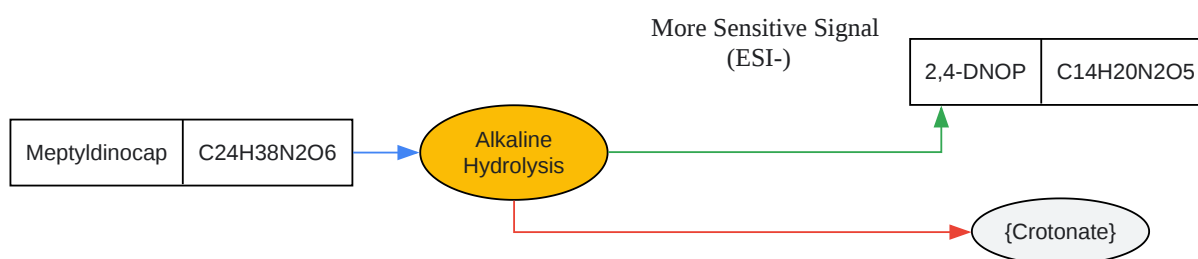 More Sensitive Signal
(ESI-)
2,4-DNOP C14H20N2O5
Meptyldinocap C24H38N2O6
Alkaline
Hydrolysis
{Crotonate}